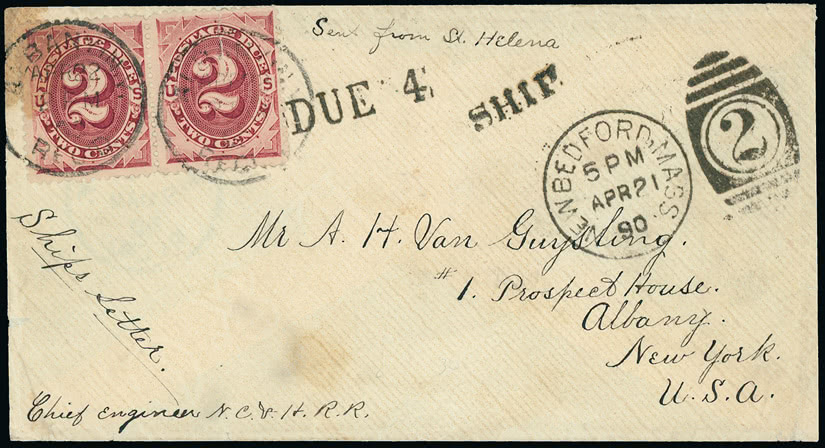 Sent from St. Helena
POSTAGE DUE
2
TWO CENTS
POSTAGE DUE
2
TWO CENTS
DUE 4
SHIP
NEW BEDFORD, MASS.
5 PM
APR 21
90
2
Ships Letter.
Mr A. H. Van Guysling.
#1. Prospect House.
Albany.
New York.
U.S.A.
Chief Engineer N.C. & H.R.R.